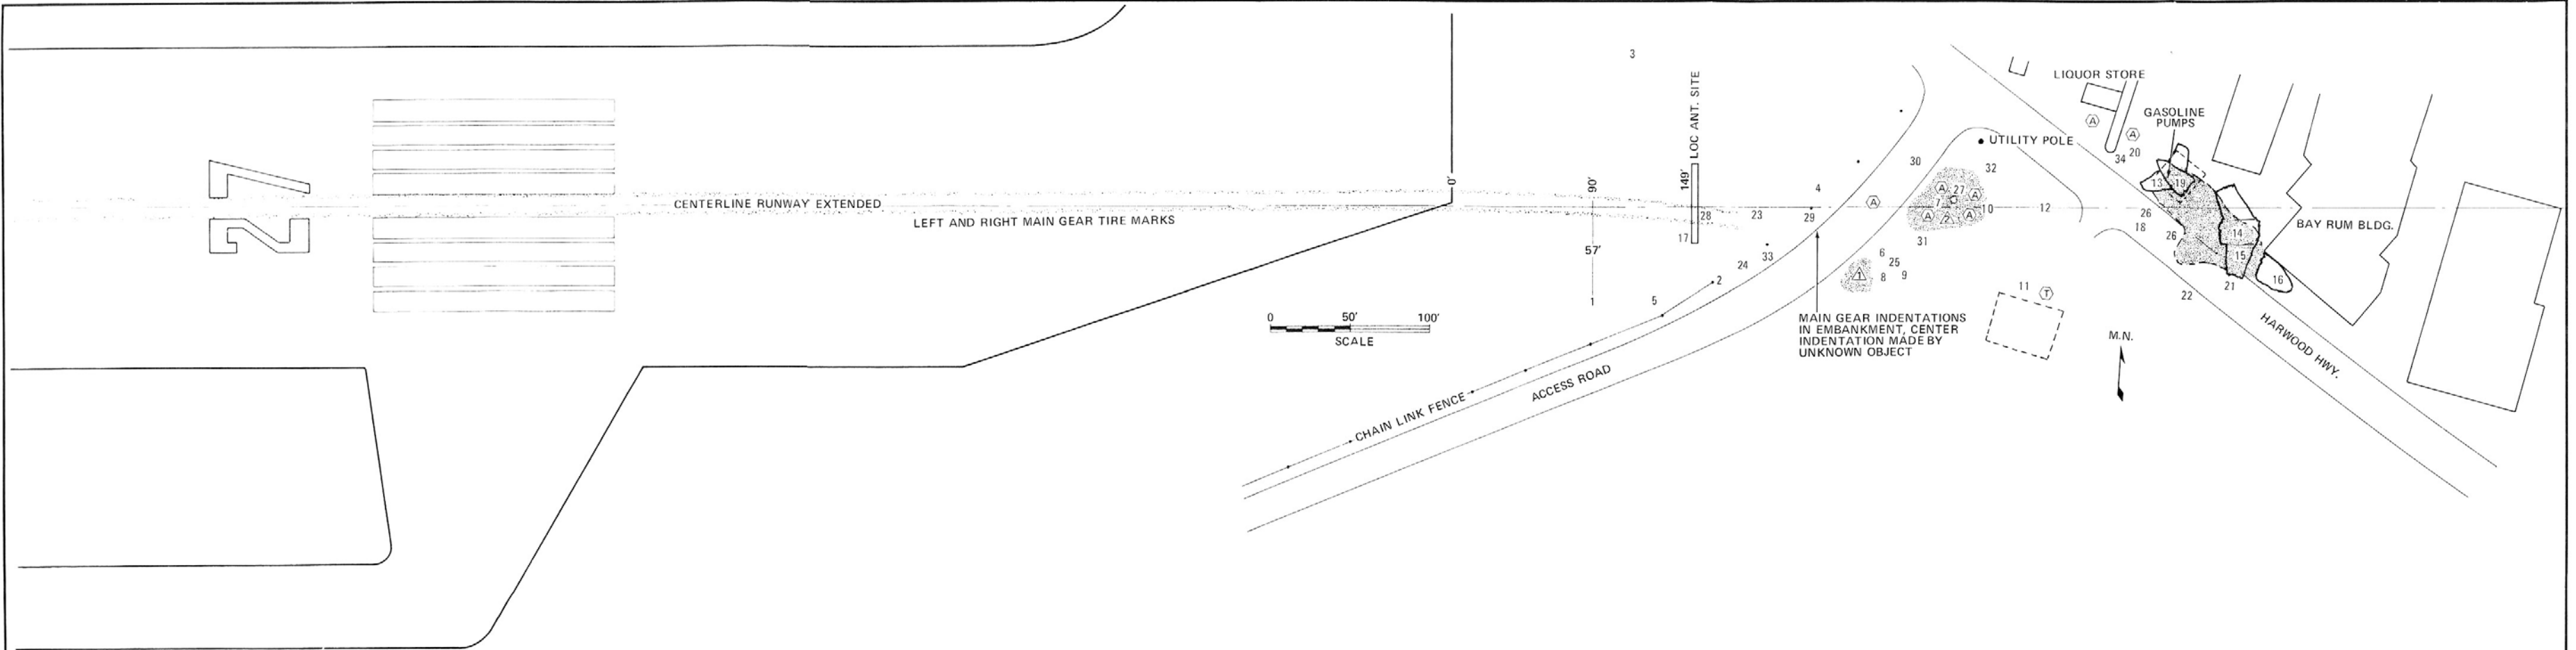 3
LIQUOR STORE
GASOLINE
PUMPS
LOC ANT. SITE
A
A
UTILITY POLE
34 20
30
32
27
CENTERLINE RUNWAY EXTENDED
LEFT AND RIGHT MAIN GEAR TIRE MARKS
0'
90'
149'
57'
1
28
17
23
4
29
A
A
27
A
7
C
A
2
A
10
12
31
13
19
26
18
26
14
15
16
BAY RUM BLDG.
21
22
24
33
2
5
6
25
1
8
9
11
T
0 50' 100'
SCALE
MAIN GEAR INDENTATIONS
IN EMBANKMENT, CENTER
INDENTATION MADE BY
UNKNOWN OBJECT
M.N.
HARWOOD HWY.
ACCESS ROAD
CHAIN LINK FENCE